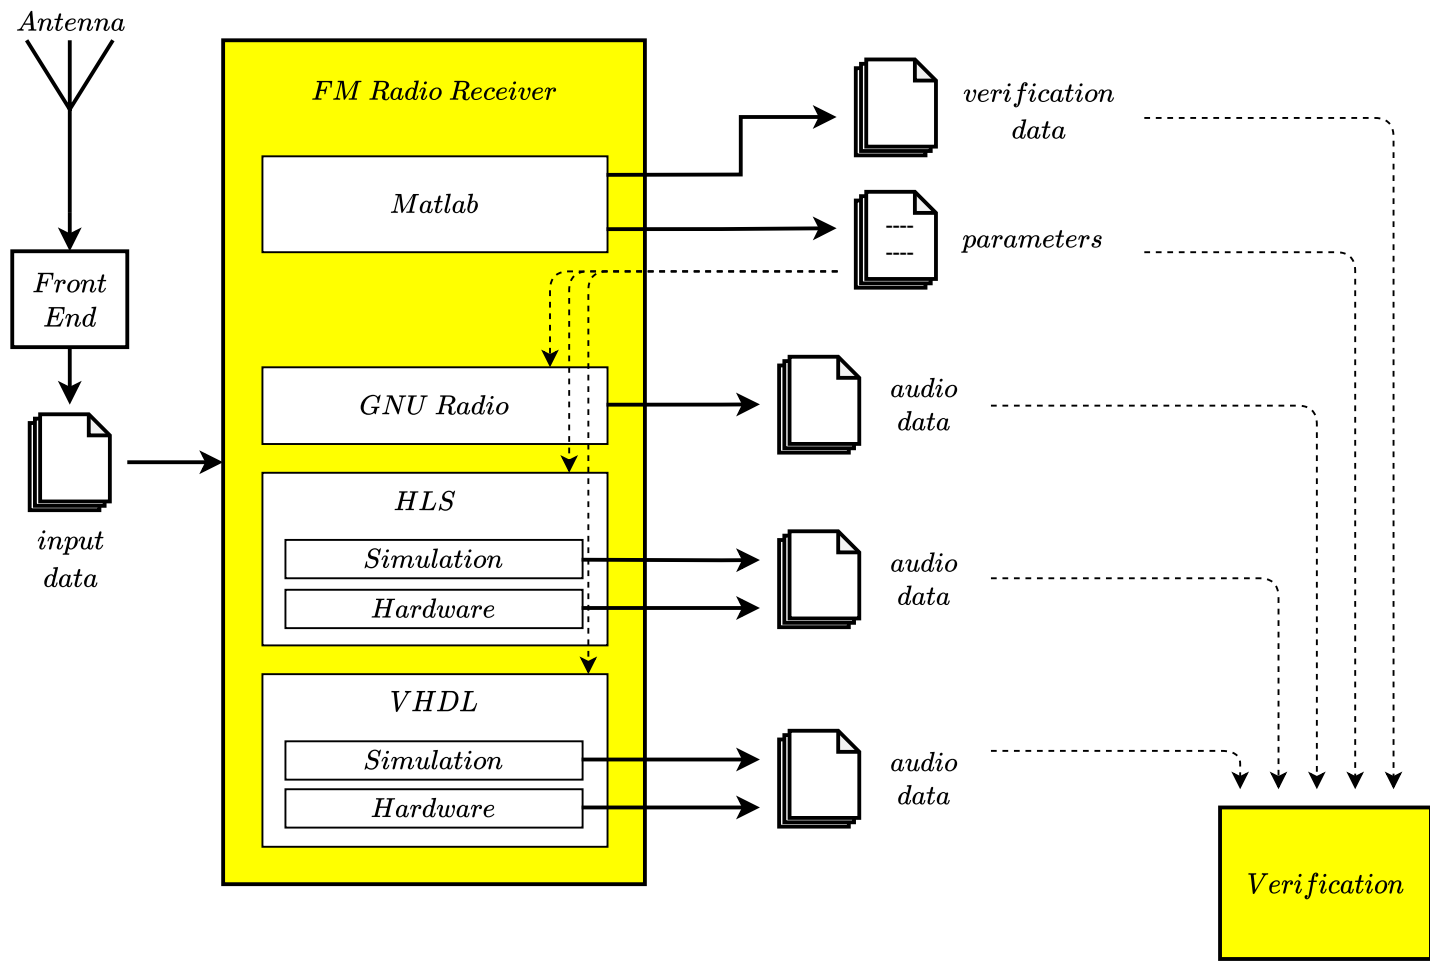 Antenna
Front
End
input
data
FM Radio Receiver
Matlab
GNU Radio
HLS
Simulation
Hardware
VHDL
Simulation
Hardware
verification
data
parameters
audio
data
audio
data
audio
data
Verification